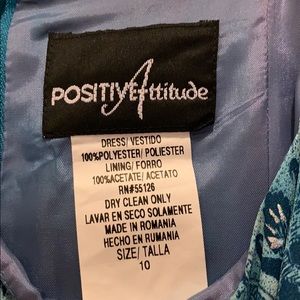 POSITIVE Attitude
DRESS/ VESTIDO
100%POLYESTER/ POLIESTER
LINING/ FORRO
100%ACETATE/ ACETATO
RN#55126
DRY CLEAN ONLY
LAVAR EN SECO SOLAMENTE
MADE IN ROMANIA
HECHO EN RUMANIA
SIZE/ TALLA
10